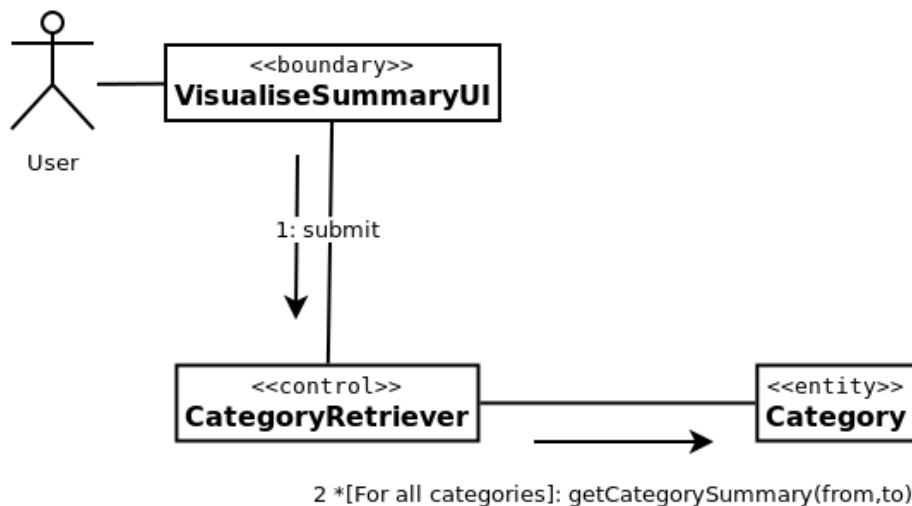 <<boundary>>
VisualiseSummaryUI
User
1: submit
<<control>>
CategoryRetriever
<<entity>>
Category
2 *[For all categories]: getCategorySummary(from,to)